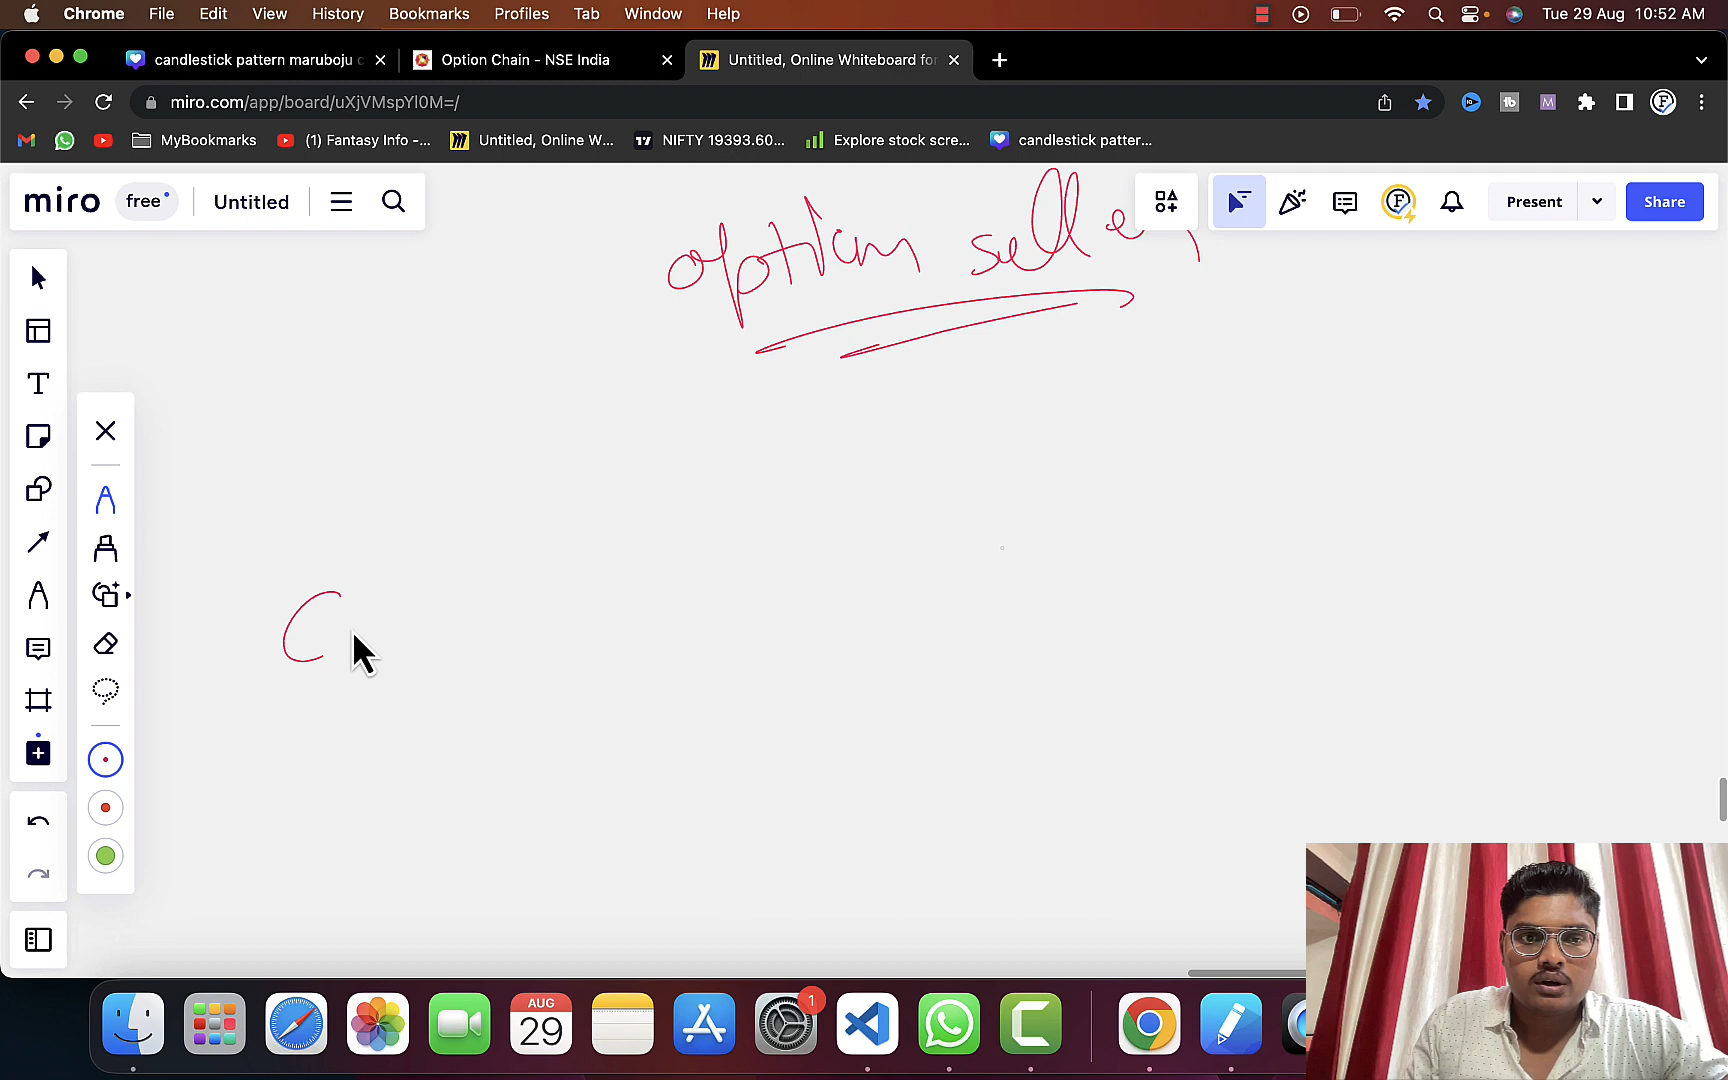 Chrome File Edit View History Bookmarks Profiles Tab Window Help Tue 29 Aug 10:52 AM
candlestick pattern maruboju c Option Chain - NSE India Untitled, Online Whiteboard for
miro.com/app/board/uXjVMspYI0M=/
MyBookmarks (1) Fantasy Info -... Untitled, Online W... NIFTY 19393.60... Explore stock scre... candlestick patter...
miro free Untitled Present Share
option seller
C
AUG
29
1